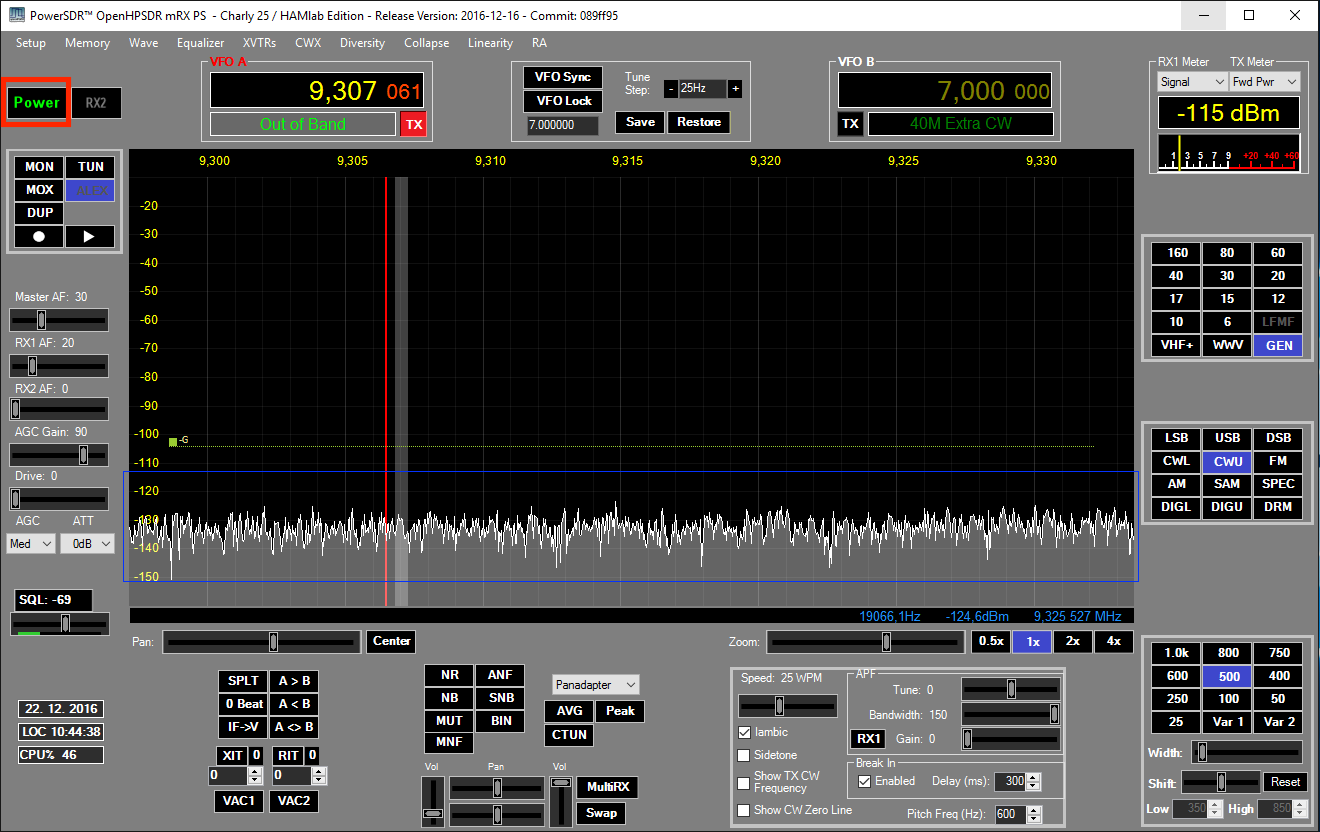 PowerSDR™ OpenHPSDR mRX PS - Charly 25 / HAMlab Edition - Release Version: 2016-12-16 - Commit: 089ff95
Setup Memory Wave Equalizer XVTRs CWX Diversity Collapse Linearity RA
Power RX2
VFO A
9,307 061
Out of Band TX
VFO Sync
VFO Lock
7.000000
Tune Step: - 25Hz +
Save Restore
VFO B
7,000 000
TX 40M Extra CW
RX1 Meter TX Meter
Signal Fwd Pwr
-115 dBm
1 3 5 7 9 +20 +40 +60
MON TUN
MOX ALEX
DUP
Master AF: 30
RX1 AF: 20
RX2 AF: 0
AGC Gain: 90
Drive: 0
AGC ATT
Med 0dB
SQL: -69
22. 12. 2016
LOC 10:44:38
CPU% 46
9,300 9,305 9,310 9,315 9,320 9,325 9,330
-20
-30
-40
-50
-60
-70
-80
-90
-100
-G
-110
-120
-130
-140
-150
19066,1Hz -124,6dBm 9,325 527 MHz
Pan: Center Zoom: 0.5x 1x 2x 4x
160 80 60
40 30 20
17 15 12
10 6 LFMF
VHF+ WWV GEN
LSB USB DSB
CWL CWU FM
AM SAM SPEC
DIGL DIGU DRM
1.0k 800 750
600 500 400
250 100 50
25 Var 1 Var 2
Width:
Shift: Reset
Low 350 High 850
SPLT A > B
0 Beat A < B
IF->V A <> B
XIT 0 RIT 0
0 0
VAC1 VAC2
NR ANF
NB SNB
MUT BIN
MNF
Panadapter
AVG Peak
CTUN
Vol Pan Vol
MultiRX
Swap
Speed: 25 WPM
Iambic
Sidetone
Show TX CW
Frequency
Show CW Zero Line
APF
Tune: 0
Bandwidth: 150
RX1 Gain: 0
Break In
Enabled Delay (ms): 300
Pitch Freq (Hz): 600